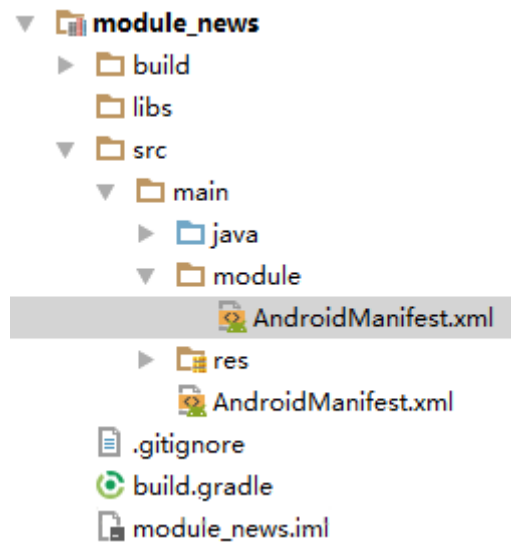 module_news
build
libs
src
main
java
module
AndroidManifest.xml
res
AndroidManifest.xml
.gitignore
build.gradle
module_news.iml